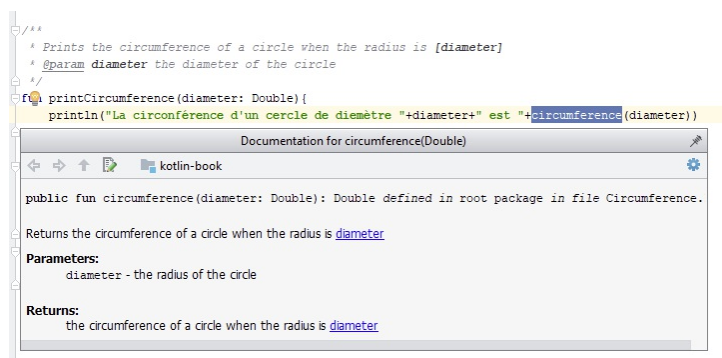 /**
* Prints the circumference of a circle when the radius is [diameter]
* @param diameter the diameter of the circle
*/
fun printCircumference(diameter: Double){
println("La circonférence d'un cercle de diemètre "+diameter+" est "+circumference(diameter))
Documentation for circumference(Double)
kotlin-book
public fun circumference(diameter: Double): Double defined in root package in file Circumference.
Returns the circumference of a circle when the radius is diameter
Parameters:
diameter - the radius of the circle
Returns:
the circumference of a circle when the radius is diameter